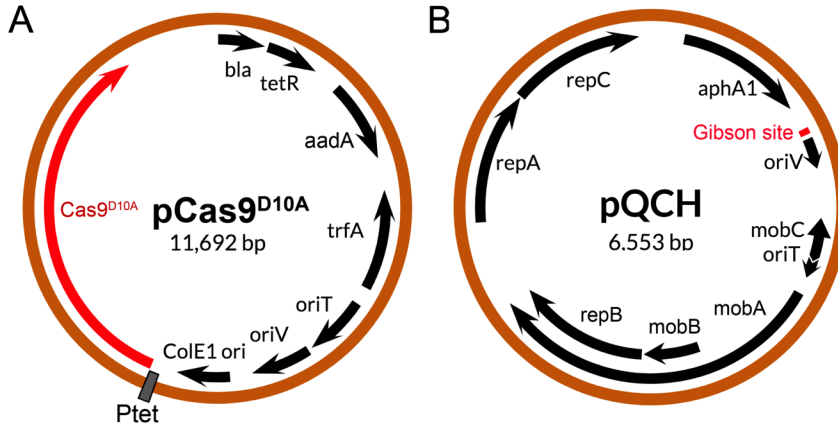 A
bla
tetR
aadA
Cas9D10A
pCas9D10A
11,692 bp
trfA
oriT
oriV
ColE1 ori
Ptet
B
repC
aphA1
Gibson site
oriV
repA
pQCH
6.553 bp
mobC
oriT
mobA
repB
mobB